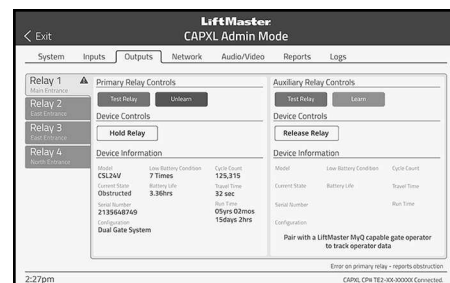 LiftMaster
Exit
CAPXL Admin Mode
System Inputs Outputs Network Audio/Video Reports Logs
Relay 1
Main Entrance
Relay 2
East Entrance
Relay 3
East Entrance
Relay 4
North Entrance
Primary Relay Controls
Test Relay Unlearn
Device Controls
Hold Relay
Device Information
Model Low Battery Condition Cycle Count
CSL24V 7 Times 125,315
Current State Battery Life Travel Time
Obstructed 3.36hrs 32 sec
Serial Number Run Time
2135648749 05yrs 02mos
15days 2hrs
Configuration
Dual Gate System
Auxiliary Relay Controls
Test Relay Learn
Device Controls
Release Relay
Device Information
Model Low Battery Condition Cycle Count
Current State Battery Life Travel Time
Serial Number Run Time
Configuration
Pair with a LiftMaster MyQ capable gate operator
to track operator data
Error on primary relay - reports obstruction
2:27pm
CAPXL CPH TE2-XX-XXXXX Connected.